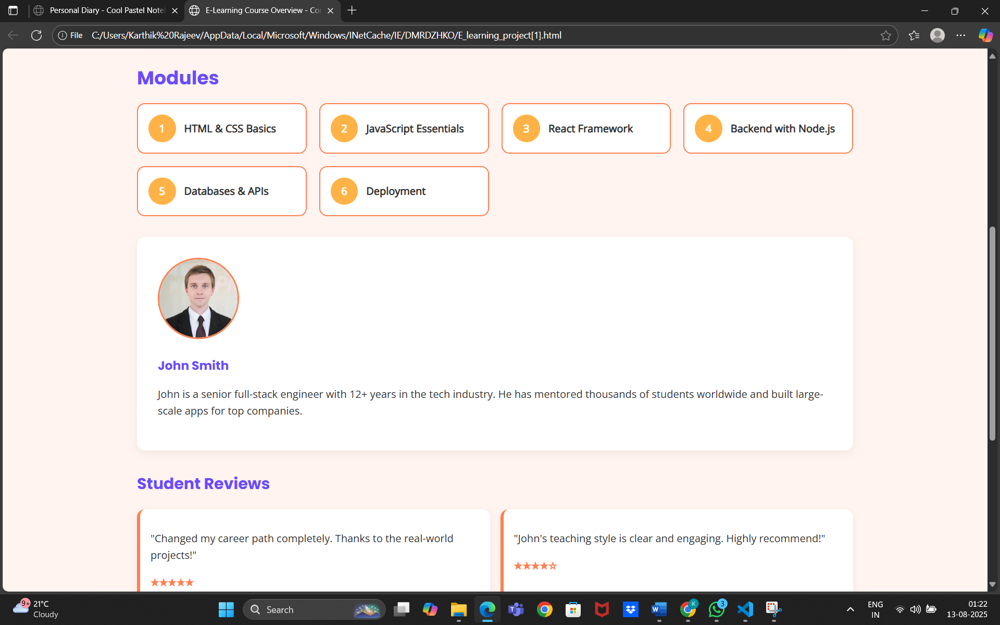 Personal Diary - Cool Pastel Note
E-Learning Course Overview - Co
File C:/Users/Karthik%20Rajeev/AppData/Local/Microsoft/Windows/INetCache/IE/DMRDZHKO/E_learning_project[1].html
Modules
1 HTML & CSS Basics
2 JavaScript Essentials
3 React Framework
4 Backend with Node.js
5 Databases & APIs
6 Deployment
John Smith
John is a senior full-stack engineer with 12+ years in the tech industry. He has mentored thousands of students worldwide and built large-
scale apps for top companies.
Student Reviews
"Changed my career path completely. Thanks to the real-world
projects!"
★★★★★
"John's teaching style is clear and engaging. Highly recommend!"
★★★★☆
9+
21°C
Cloudy
Search
K
3
ENG
IN
01:22
13-08-2025